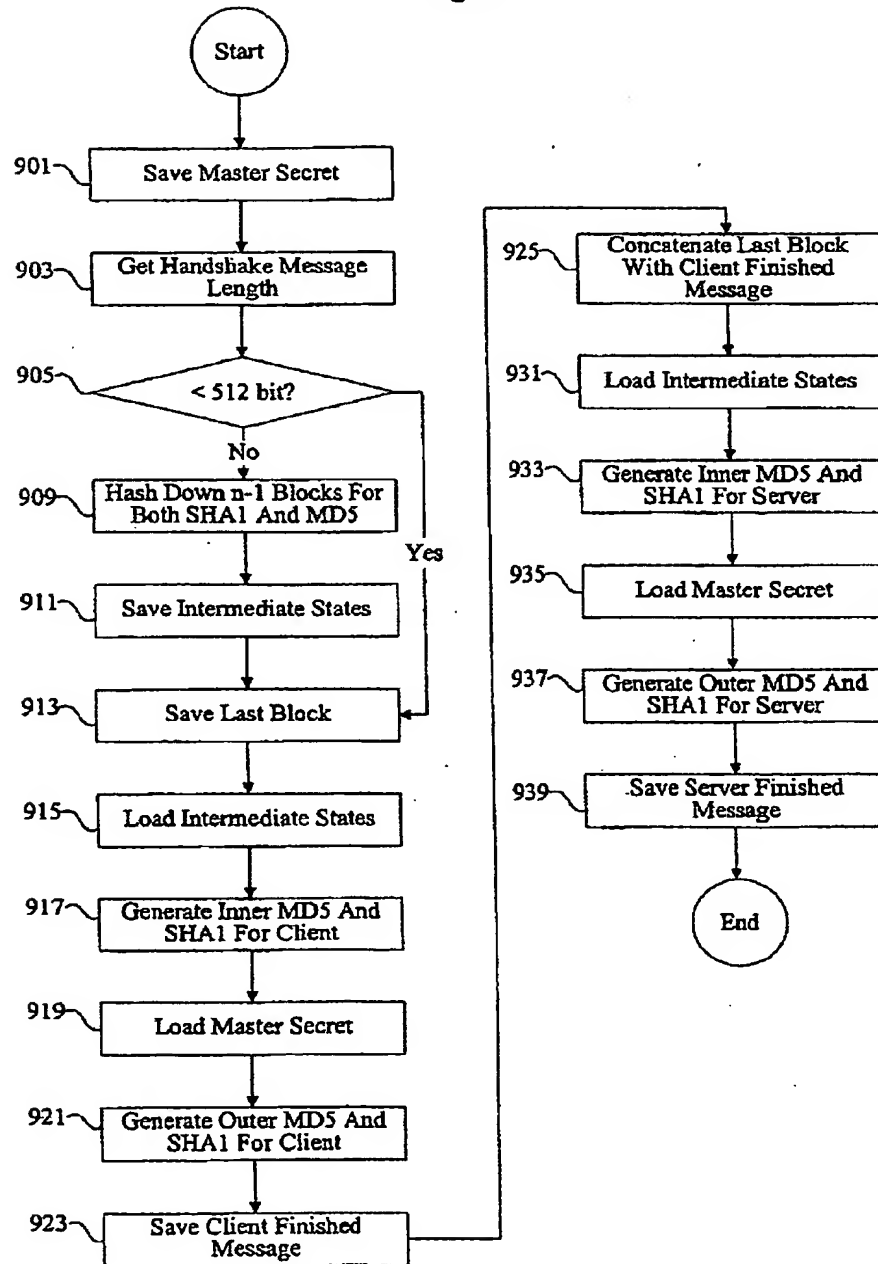 Start
901
Save Master Secret
903
Get Handshake Message
Length
905
< 512 bit?
No
Yes
909
Hash Down n-1 Blocks For
Both SHA1 And MD5
911
Save Intermediate States
913
Save Last Block
915
Load Intermediate States
917
Generate Inner MD5 And
SHA1 For Client
919
Load Master Secret
921
Generate Outer MD5 And
SHA1 For Client
923
Save Client Finished
Message
925
Concatenate Last Block
With Client Finished
Message
931
Load Intermediate States
933
Generate Inner MD5 And
SHA1 For Server
935
Load Master Secret
937
Generate Outer MD5 And
SHA1 For Server
939
Save Server Finished
Message
End